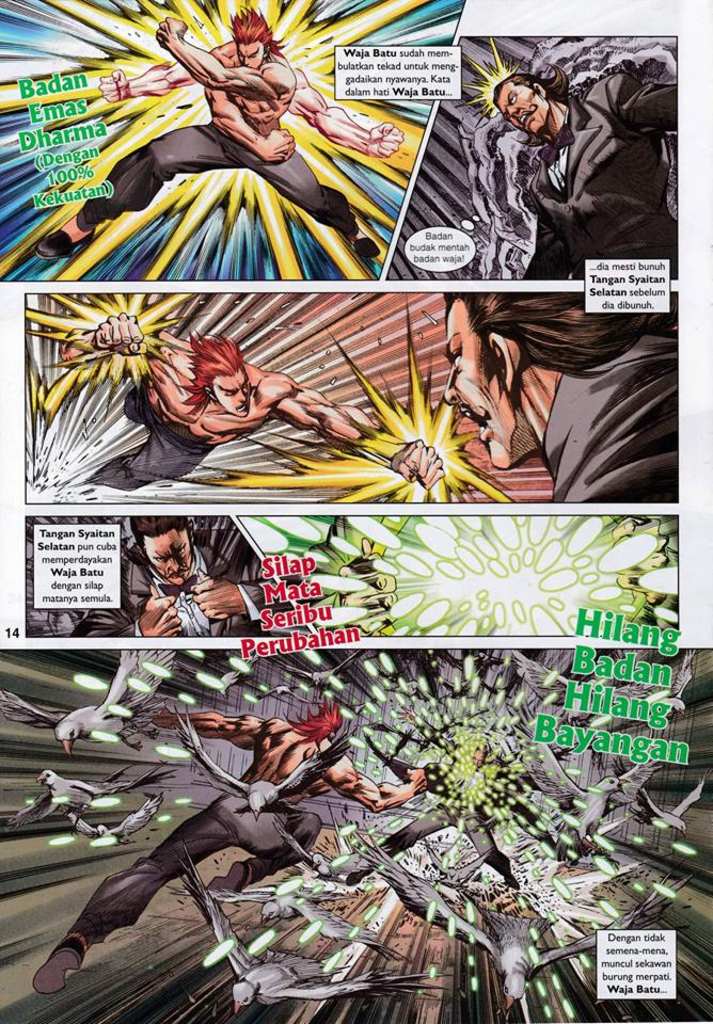 Badan
Emas
Dharma
(Dengan
100%
Kekuatan)
Waja Batu sudah mem-
bulatkan tekad untuk meng-
gadaikan nyawanya. Kata
dalam hati Waja Batu...
Badan
budak mentah
badan waja!
...dia mesti bunuh
Tangan Syaitan
Selatan sebelum
dia dibunuh.
Tangan Syaitan
Selatan pun cuba
memperdayakan
Waja Batu
dengan silap
matanya semula.
Silap
Mata
Seribu
Perubahan
14
Hilang
Badan
Hilang
Bayangan
Dengan tidak
semena-mena,
muncul sekawan
burung merpati.
Waja Batu...